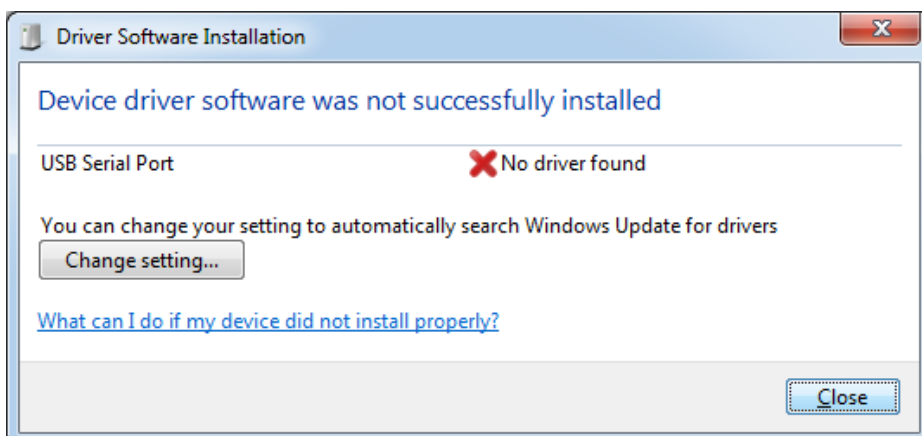 Driver Software Installation
Device driver software was not successfully installed
USB Serial Port No driver found
You can change your setting to automatically search Windows Update for drivers
Change setting...
What can I do if my device did not install properly?
Close